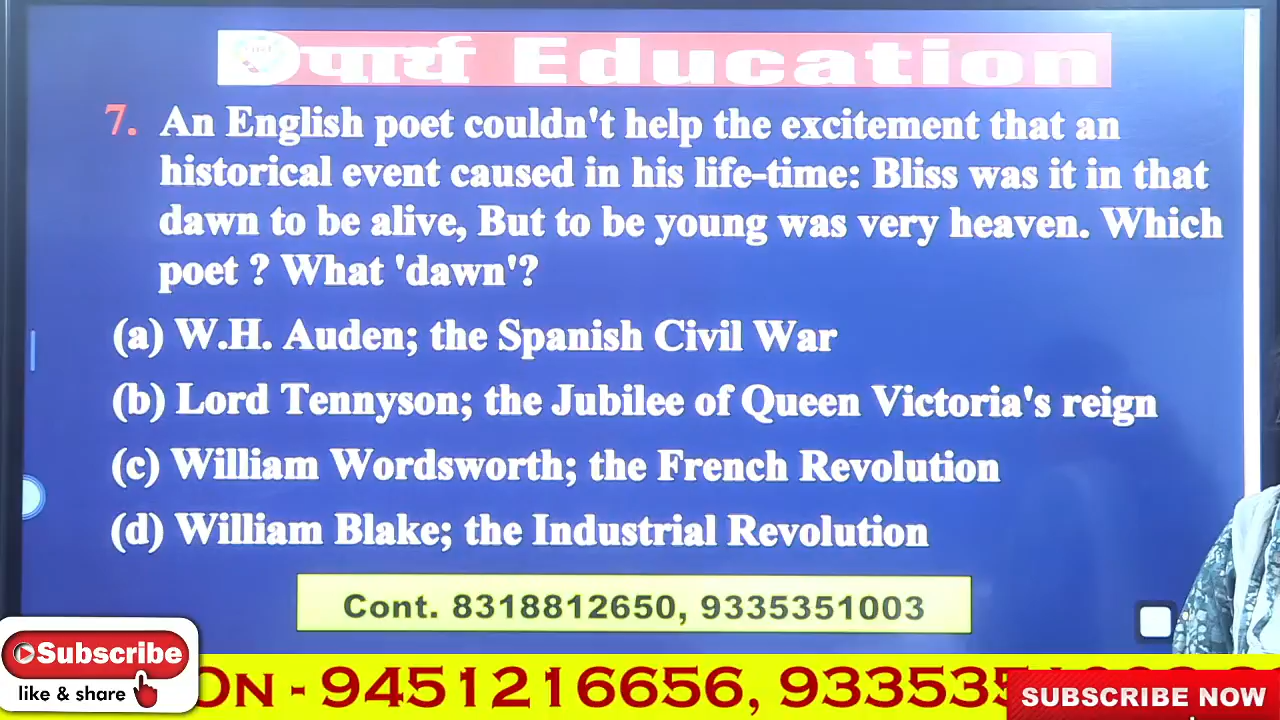 पार्थ Education
7. An English poet couldn't help the excitement that an
historical event caused in his life-time: Bliss was it in that
dawn to be alive, But to be young was very heaven. Which
poet ? What 'dawn'?
(a) W.H. Auden; the Spanish Civil War
(b) Lord Tennyson; the Jubilee of Queen Victoria's reign
(c) William Wordsworth; the French Revolution
(d) William Blake; the Industrial Revolution
Cont. 8318812650, 9335351003
Subscribe
like & share
ON - 9451216656, 933535
SUBSCRIBE NOW